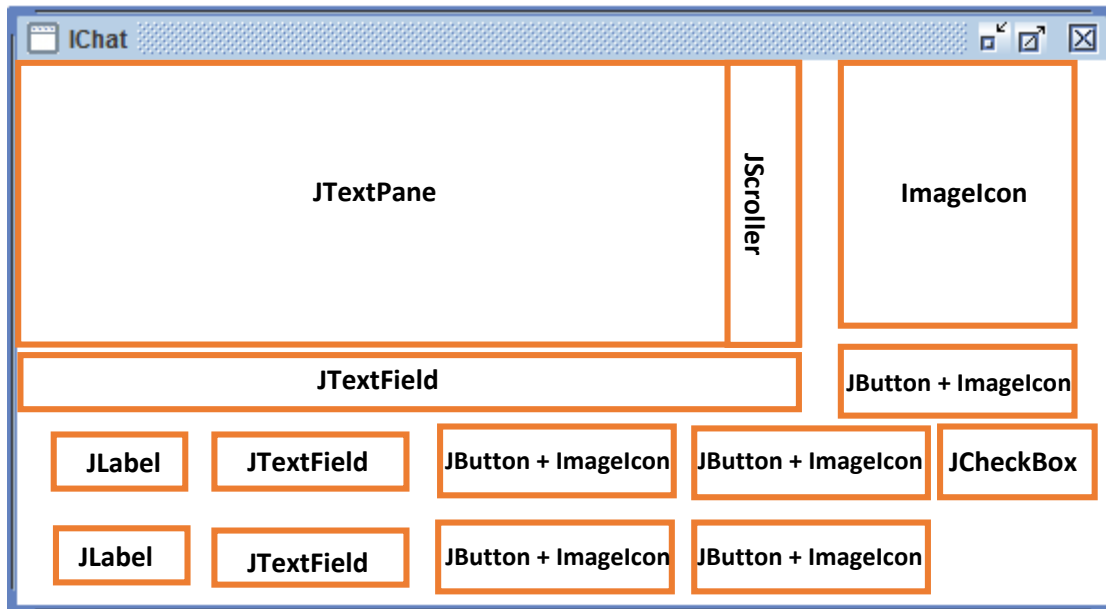 IChat
JTextPane
JScroller
ImageIcon
JTextField
JButton + ImageIcon
JLabel
JTextField
JButton + ImageIcon
JButton + ImageIcon
JCheckBox
JLabel
JTextField
JButton + ImageIcon
JButton + ImageIcon